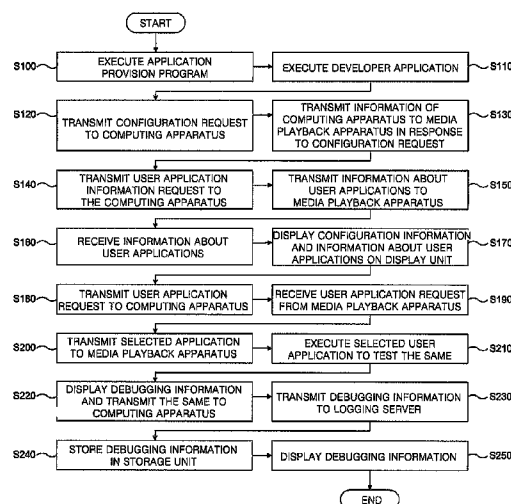 START
S100
EXECUTE APPLICATION
PROVISION PROGRAM
EXECUTE DEVELOPER APPLICATION
S110
S120
TRANSMIT CONFIGURATION REQUEST
TO COMPUTING APPARATUS
TRANSMIT INFORMATION OF
COMPUTING APPARATUS TO MEDIA
PLAYBACK APPARATUS IN RESPONSE
TO CONFIGURATION REQUEST
S130
S140
TRANSMIT USER APPLICATION
INFORMATION REQUEST TO
THE COMPUTING APPARATUS
TRANSMIT INFORMATION ABOUT
USER APPLICATIONS TO
MEDIA PLAYBACK APPARATUS
S150
S160
RECEIVE INFORMATION ABOUT
USER APPLICATIONS
DISPLAY CONFIGURATION INFORMATION
AND INFORMATION ABOUT USER
APPLICATIONS ON DISPLAY UNIT
S170
S180
TRANSMIT USER APPLICATION
REQUEST TO COMPUTING APPARATUS
RECEIVE USER APPLICATION REQUEST
FROM MEDIA PLAYBACK APPARATUS
S190
S200
TRANSMIT SELECTED APPLICATION
TO MEDIA PLAYBACK APPARATUS
EXECUTE SELECTED USER
APPLICATION TO TEST THE SAME
S210
S220
DISPLAY DEBUGGING INFORMATION
AND TRANSMIT THE SAME TO
COMPUTING APPARATUS
TRANSMIT DEBUGGING INFORMATION
TO LOGGING SERVER
S230
S240
STORE DEBUGGING INFORMATION
IN STORAGE UNIT
DISPLAY DEBUGGING INFORMATION
S250
END